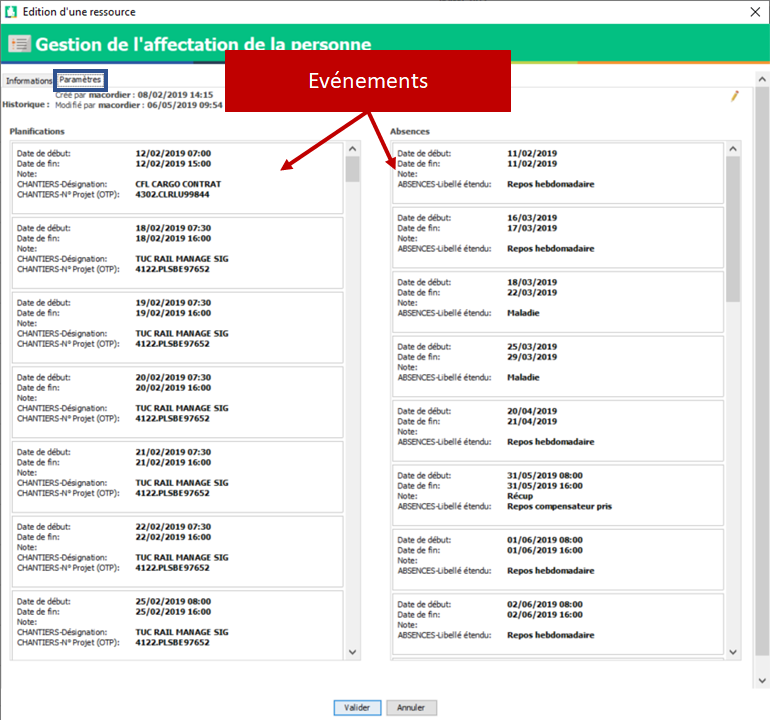 Edition d'une ressource
Gestion de l'affectation de la personne
Evénements
Informations Paramètres
Créé par macordier : 08/02/2019 14:15
Historique : Modifié par macordier : 06/05/2019 09:54
Planifications
Date de début: 12/02/2019 07:00
Date de fin: 12/02/2019 15:00
Note:
CHANTIERS-Désignation: CFL CARGO CONTRAT
CHANTIERS-N° Projet (OTP): 4302.CLRLU99844
Date de début: 18/02/2019 07:30
Date de fin: 18/02/2019 16:00
Note:
CHANTIERS-Désignation: TUC RAIL MANAGE SIG
CHANTIERS-N° Projet (OTP): 4122.PLSBE97652
Date de début: 19/02/2019 07:30
Date de fin: 19/02/2019 16:00
Note:
CHANTIERS-Désignation: TUC RAIL MANAGE SIG
CHANTIERS-N° Projet (OTP): 4122.PLSBE97652
Date de début: 20/02/2019 07:30
Date de fin: 20/02/2019 16:00
Note:
CHANTIERS-Désignation: TUC RAIL MANAGE SIG
CHANTIERS-N° Projet (OTP): 4122.PLSBE97652
Date de début: 21/02/2019 07:30
Date de fin: 21/02/2019 16:00
Note:
CHANTIERS-Désignation: TUC RAIL MANAGE SIG
CHANTIERS-N° Projet (OTP): 4122.PLSBE97652
Date de début: 22/02/2019 07:30
Date de fin: 22/02/2019 16:00
Note:
CHANTIERS-Désignation: TUC RAIL MANAGE SIG
CHANTIERS-N° Projet (OTP): 4122.PLSBE97652
Date de début: 25/02/2019 08:00
Date de fin: 25/02/2019 16:00
Note:
CHANTIERS-Désignation: TUC RAIL MANAGE SIG
CHANTIERS-N° Projet (OTP): 4122.PLSBE97652
Absences
Date de début: 11/02/2019
Date de fin: 11/02/2019
Note:
ABSENCES-Libellé étendu: Repos hebdomadaire
Date de début: 16/03/2019
Date de fin: 17/03/2019
Note:
ABSENCES-Libellé étendu: Repos hebdomadaire
Date de début: 18/03/2019
Date de fin: 22/03/2019
Note:
ABSENCES-Libellé étendu: Maladie
Date de début: 25/03/2019
Date de fin: 29/03/2019
Note:
ABSENCES-Libellé étendu: Maladie
Date de début: 20/04/2019
Date de fin: 21/04/2019
Note:
ABSENCES-Libellé étendu: Repos hebdomadaire
Date de début: 31/05/2019 08:00
Date de fin: 31/05/2019 16:00
Note: Récup
ABSENCES-Libellé étendu: Repos compensateur pris
Date de début: 01/06/2019 08:00
Date de fin: 01/06/2019 16:00
Note:
ABSENCES-Libellé étendu: Repos hebdomadaire
Date de début: 02/06/2019 08:00
Date de fin: 02/06/2019 16:00
Note:
ABSENCES-Libellé étendu: Repos hebdomadaire
Valider Annuler